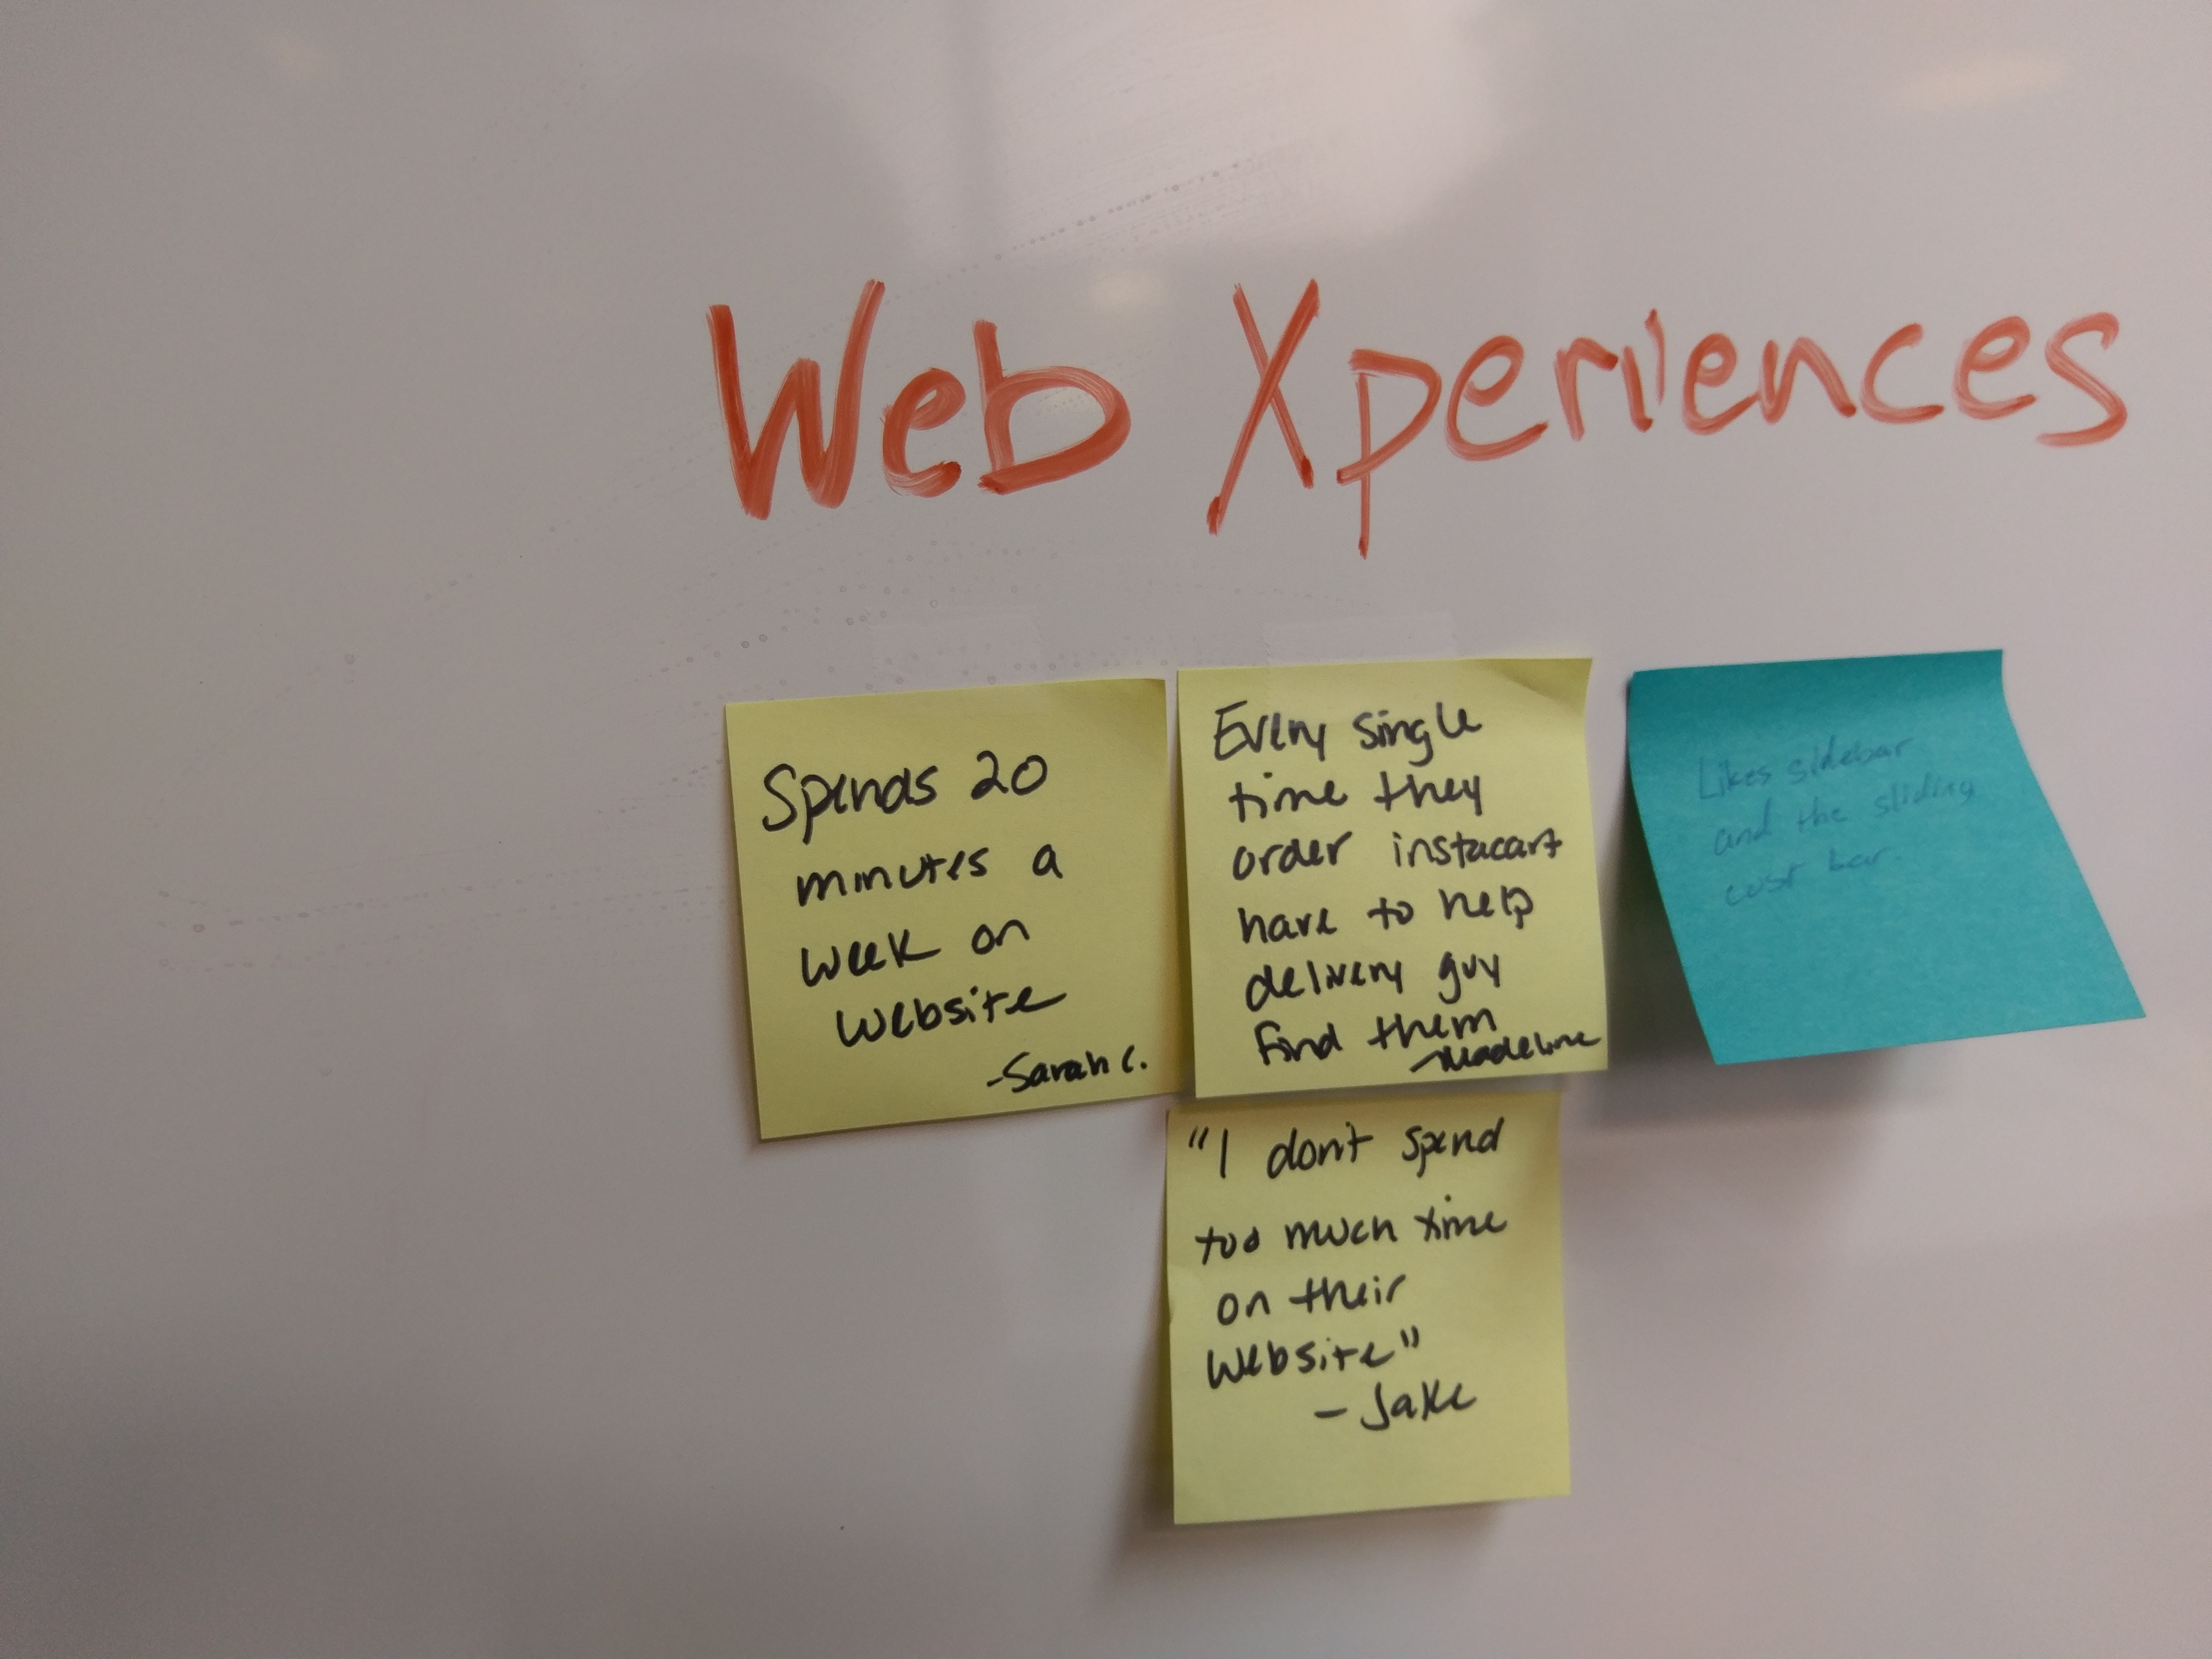 Web Xperiences
Spends 20
minutes a
week on
website
-Sarah C.
Every single
time they
order instacart
have to help
delivery guy
find them
-Madeline
Likes sidebar
and the sliding
cost bar.
"I don't spend
too much time
on their
website"
- Jake